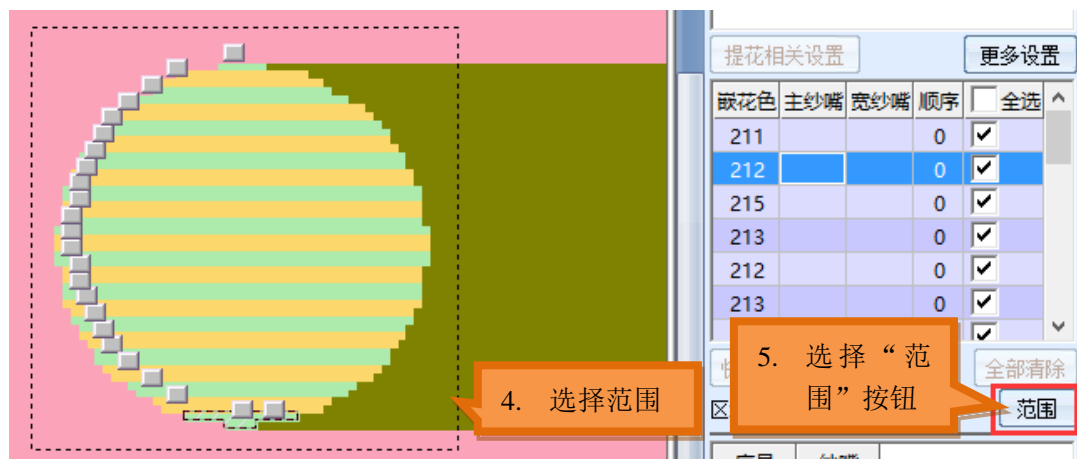 提花相关设置 更多设置
嵌花色 主纱嘴 宽纱嘴 顺序 全选
211 0
212 0
215 0
213 0
212 0
213 0
全部清除
范围
4. 选择范围
5. 选择“范
围”按钮